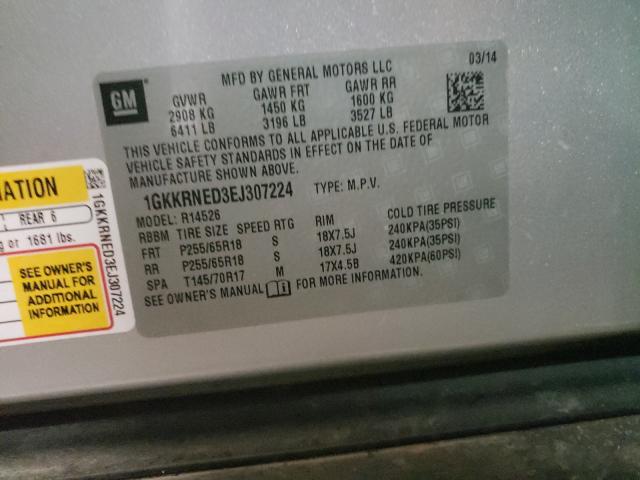 MFD BY GENERAL MOTORS LLC 03/14
GM
GVWR GAWR FRT GAWR RR
2908 KG 1450 KG 1600 KG
6411 LB 3196 LB 3527 LB
THIS VEHICLE CONFORMS TO ALL APPLICABLE U.S. FEDERAL MOTOR
VEHICLE SAFETY STANDARDS IN EFFECT ON THE DATE OF
MANUFACTURE SHOWN ABOVE.
1GKKRNED3EJ307224 TYPE: M.P.V.
MODEL: R14526
RBBM TIRE SIZE SPEED RTG RIM COLD TIRE PRESSURE
FRT P255/65R18 S 18X7.5J 240KPA(35PSI)
RR P255/65R18 S 18X7.5J 240KPA(35PSI)
SPA T145/70R17 M 17X4.5B 420KPA(60PSI)
SEE OWNER'S MANUAL FOR MORE INFORMATION.
MATION
REAR 6
or 1681 lbs.
SEE OWNER'S
MANUAL FOR
ADDITIONAL
INFORMATION
1GKKRNED3EJ307224